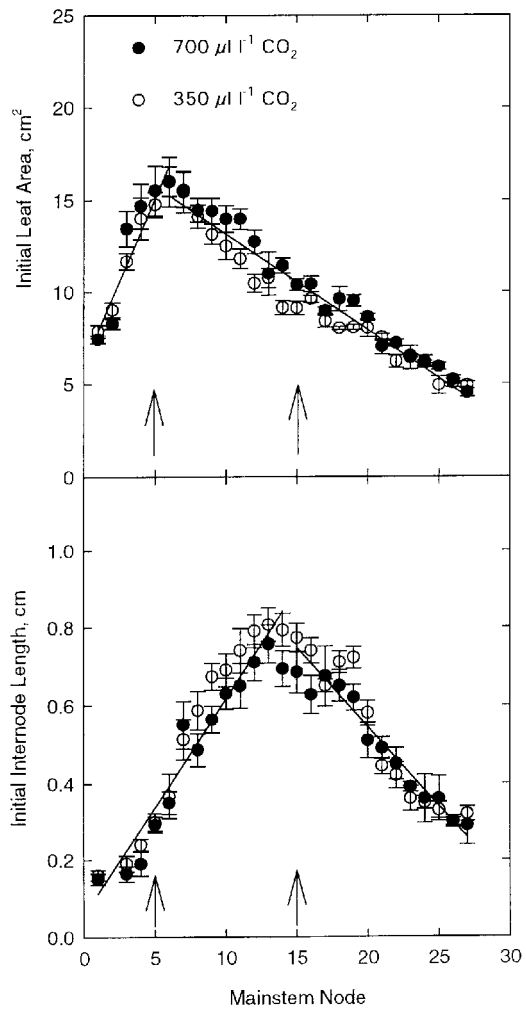 25
20
15
10
5
0
Initial Leaf Area, cm²
700 µl l⁻¹ CO₂
350 µl l⁻¹ CO₂
1.0
0.8
0.6
0.4
0.2
0.0
Initial Internode Length, cm
0 5 10 15 20 25 30
Mainstem Node